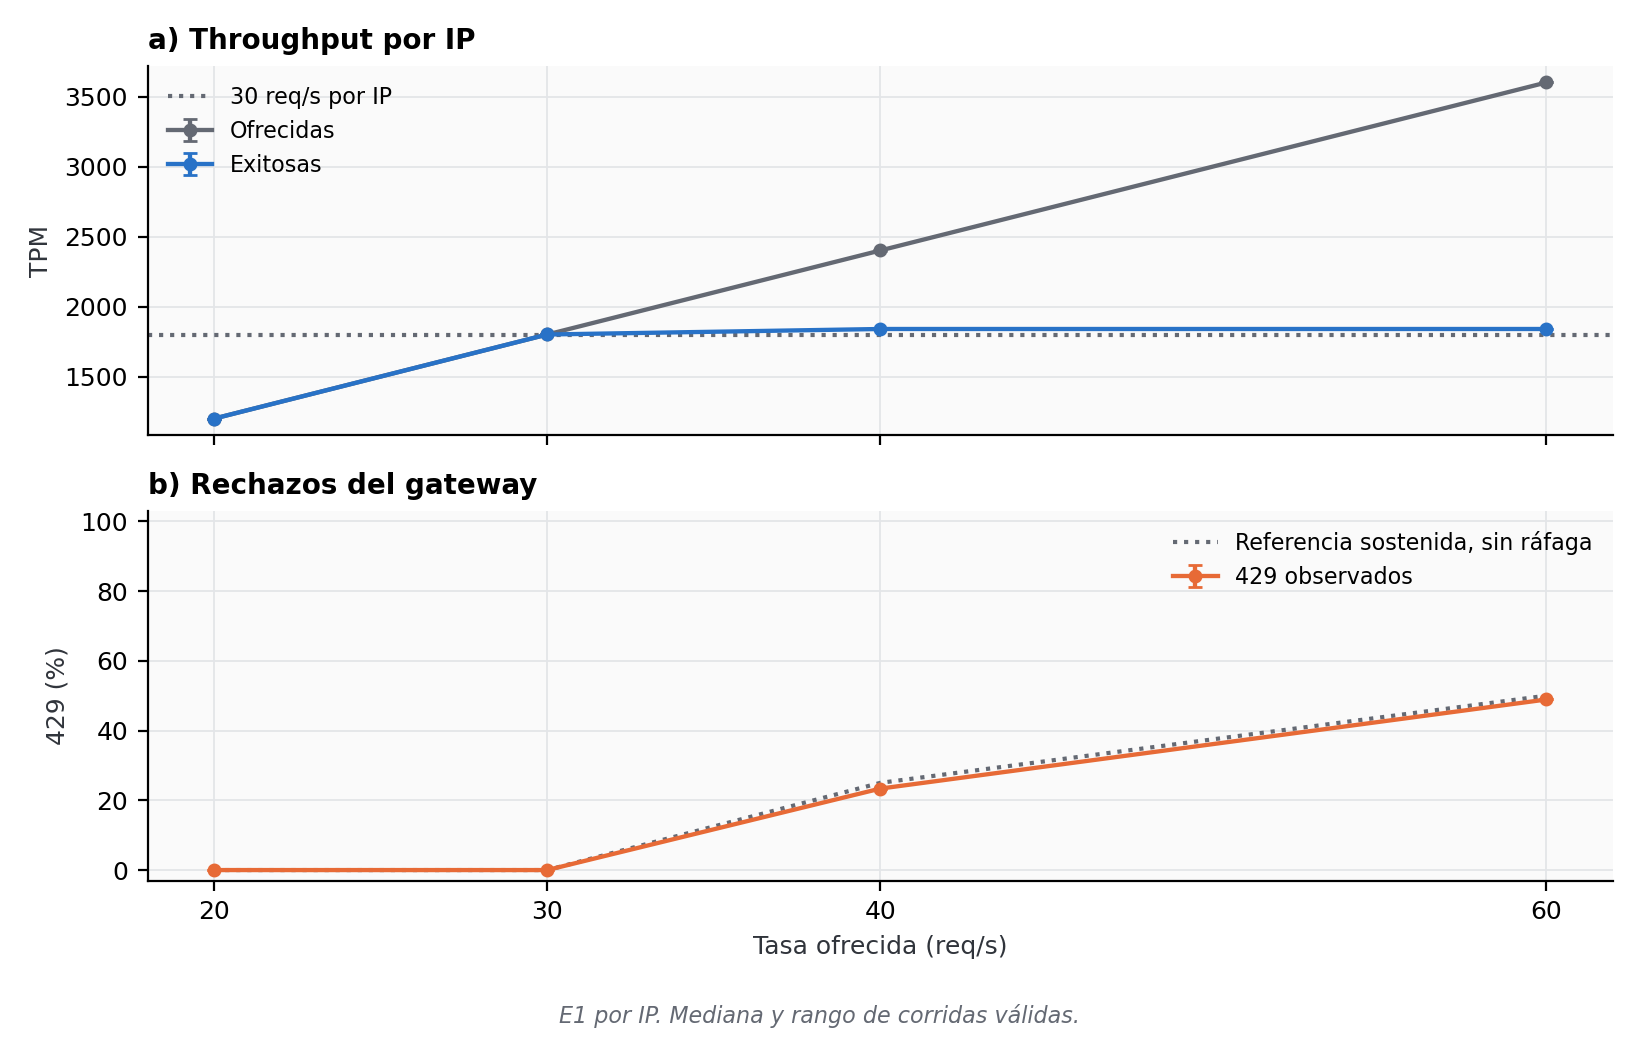 a) Throughput por IP
3500
3000
2500
2000
1500
TPM
30 req/s por IP
Ofrecidas
Exitosas
b) Rechazos del gateway
100
80
60
40
20
0
429 (%)
Referencia sostenida, sin ráfaga
429 observados
20 30 40 60
Tasa ofrecida (req/s)
E1 por IP. Mediana y rango de corridas válidas.